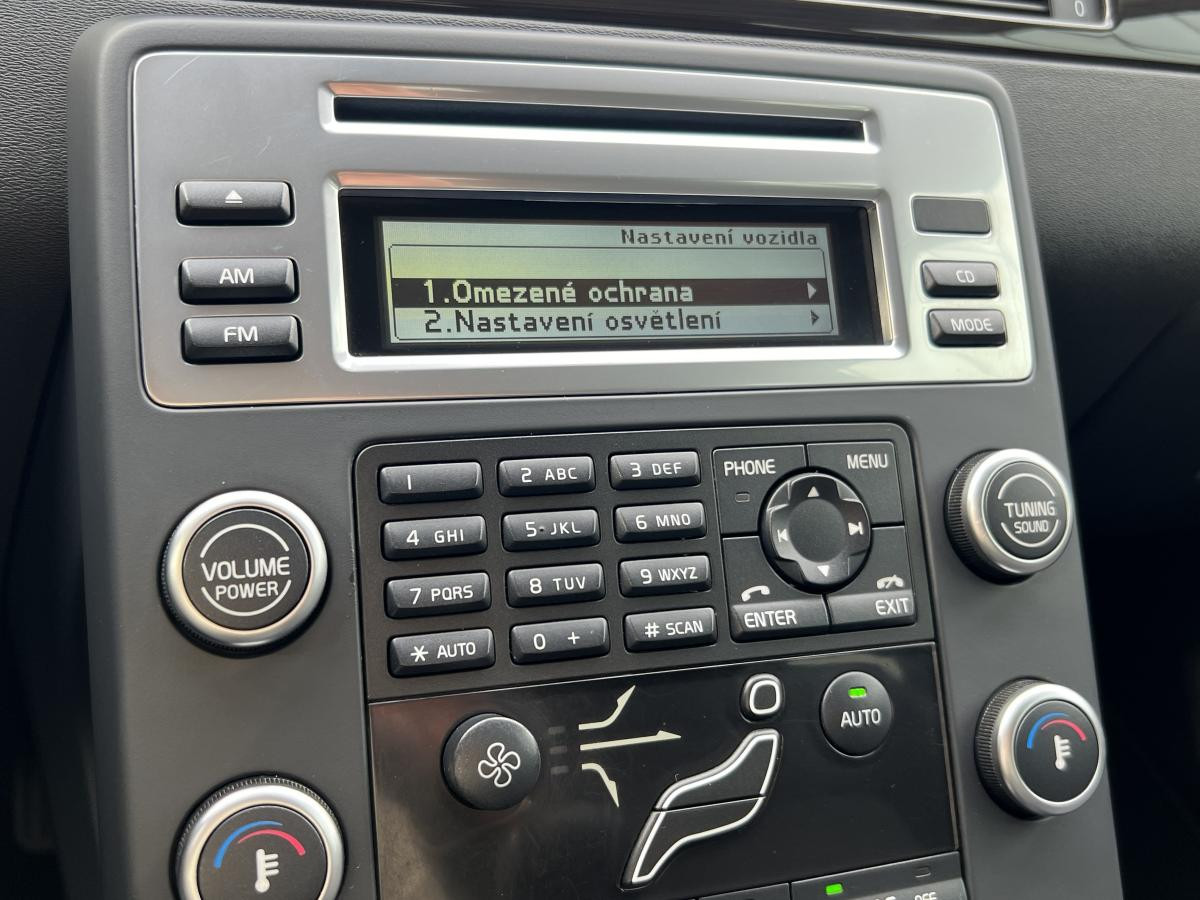 0
Nastavení vozidla
1.Omezené ochrana
2.Nastavení osvětlení
AM
FM
CD
MODE
VOLUME
POWER
1
2 ABC
3 DEF
4 GHI
5 JKL
6 MNO
7 PQRS
8 TUV
9 WXYZ
* AUTO
0 +
# SCAN
PHONE
MENU
ENTER
EXIT
TUNING
SOUND
AUTO
OFF